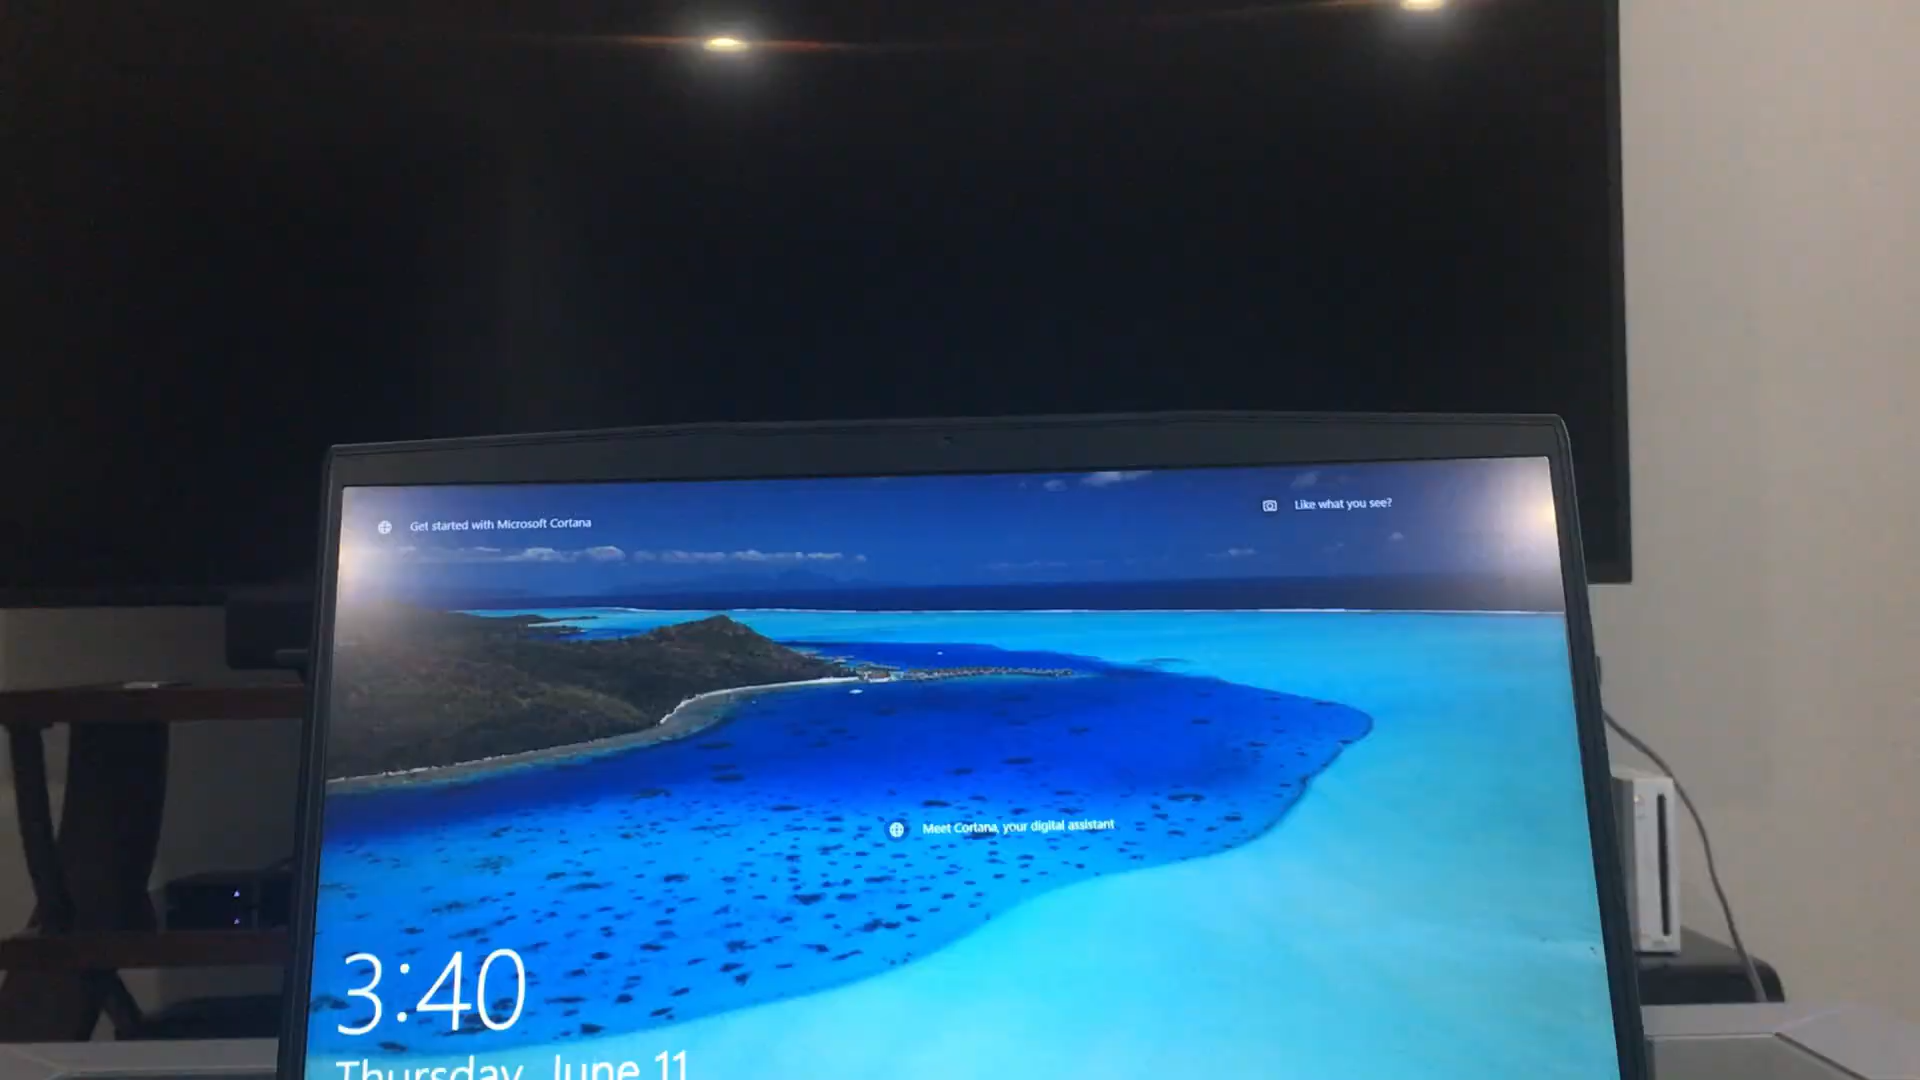 Get started with Microsoft Cortana
Like what you see?
Meet Cortana, your digital assistant
3:40
Thursday, June 11